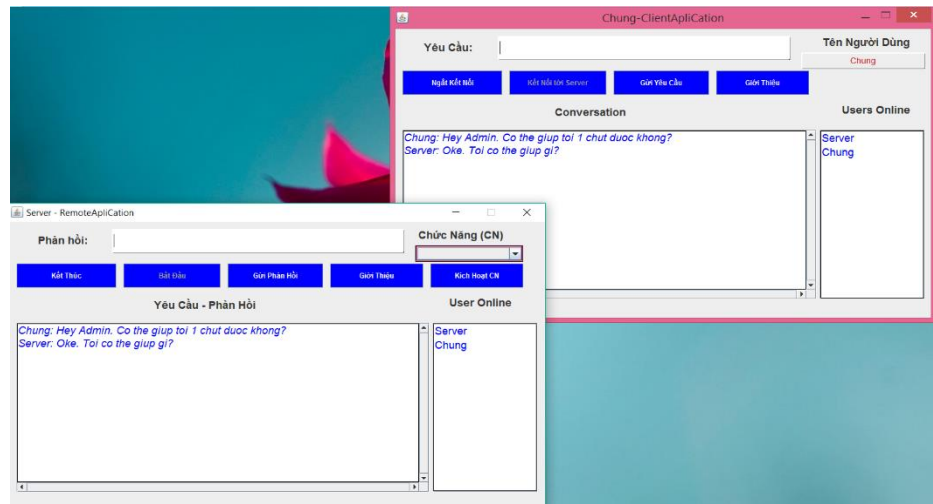 Chung-ClientApliCation
Yêu Cầu:
Tên Người Dùng
Chung
Ngắt Kết Nối
Kết Nối tới Server
Gửi Yêu Cầu
Giới Thiệu
Conversation
Users Online
Chung: Hey Admin. Co the giup toi 1 chut duoc khong?
Server: Oke. Toi co the giup gi?
Server
Chung
Server - RemoteApliCation
Phản hồi:
Chức Năng (CN)
Kết Thúc
Bắt Đầu
Gửi Phản Hồi
Giới Thiệu
Kích Hoạt CN
Yêu Cầu - Phản Hồi
User Online
Chung: Hey Admin. Co the giup toi 1 chut duoc khong?
Server: Oke. Toi co the giup gi?
Server
Chung